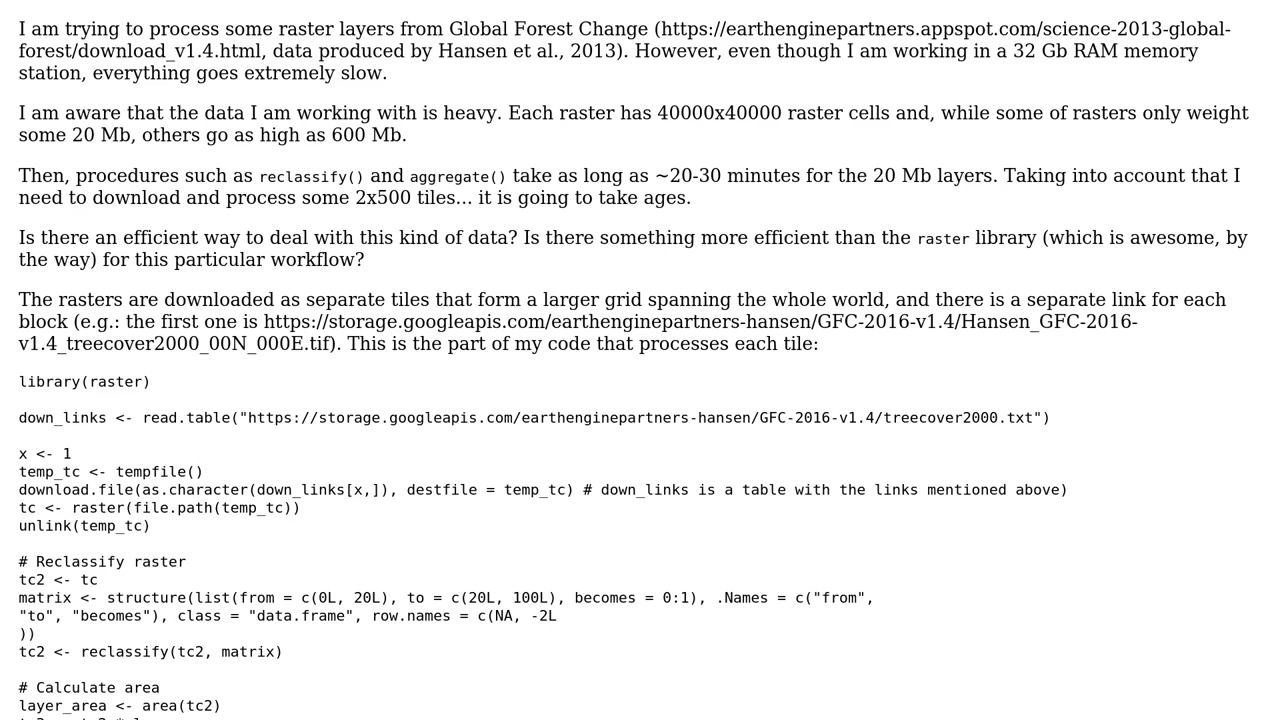 I am trying to process some raster layers from Global Forest Change (https://earthenginepartners.appspot.com/science-2013-global-
forest/download_v1.4.html, data produced by Hansen et al., 2013). However, even though I am working in a 32 Gb RAM memory
station, everything goes extremely slow.
I am aware that the data I am working with is heavy. Each raster has 40000x40000 raster cells and, while some of rasters only weight
some 20 Mb, others go as high as 600 Mb.
Then, procedures such as reclassify() and aggregate() take as long as ~20-30 minutes for the 20 Mb layers. Taking into account that I
need to download and process some 2x500 tiles... it is going to take ages.
Is there an efficient way to deal with this kind of data? Is there something more efficient than the raster library (which is awesome, by
the way) for this particular workflow?
The rasters are downloaded as separate tiles that form a larger grid spanning the whole world, and there is a separate link for each
block (e.g.: the first one is https://storage.googleapis.com/earthenginepartners-hansen/GFC-2016-v1.4/Hansen_GFC-2016-
v1.4_treecover2000_00N_000E.tif). This is the part of my code that processes each tile:
library(raster)
down_links <- read.table("https://storage.googleapis.com/earthenginepartners-hansen/GFC-2016-v1.4/treecover2000.txt")
x <- 1
temp_tc <- tempfile()
download.file(as.character(down_links[x,]), destfile = temp_tc) # down_links is a table with the links mentioned above)
tc <- raster(file.path(temp_tc))
unlink(temp_tc)
# Reclassify raster
tc2 <- tc
matrix <- structure(list(from = c(0L, 20L), to = c(20L, 100L), becomes = 0:1), .Names = c("from",
"to", "becomes"), class = "data.frame", row.names = c(NA, -2L
))
tc2 <- reclassify(tc2, matrix)
# Calculate area
layer_area <- area(tc2)